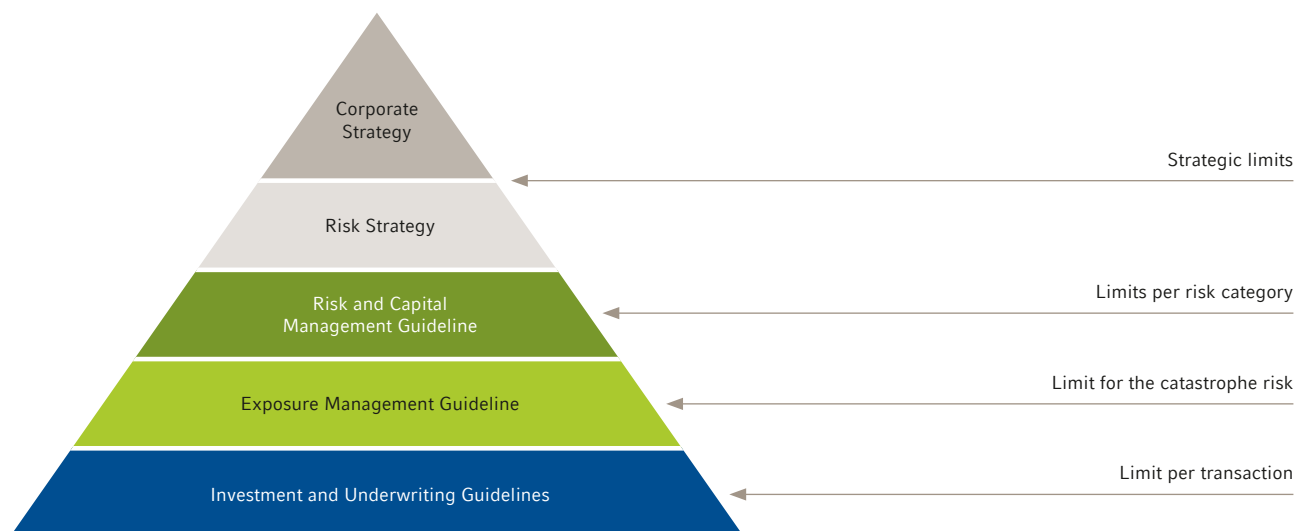 Corporate
Strategy
Strategic limits
Risk Strategy
Limits per risk category
Risk and Capital
Management Guideline
Limit for the catastrophe risk
Exposure Management Guideline
Limit per transaction
Investment and Underwriting Guidelines